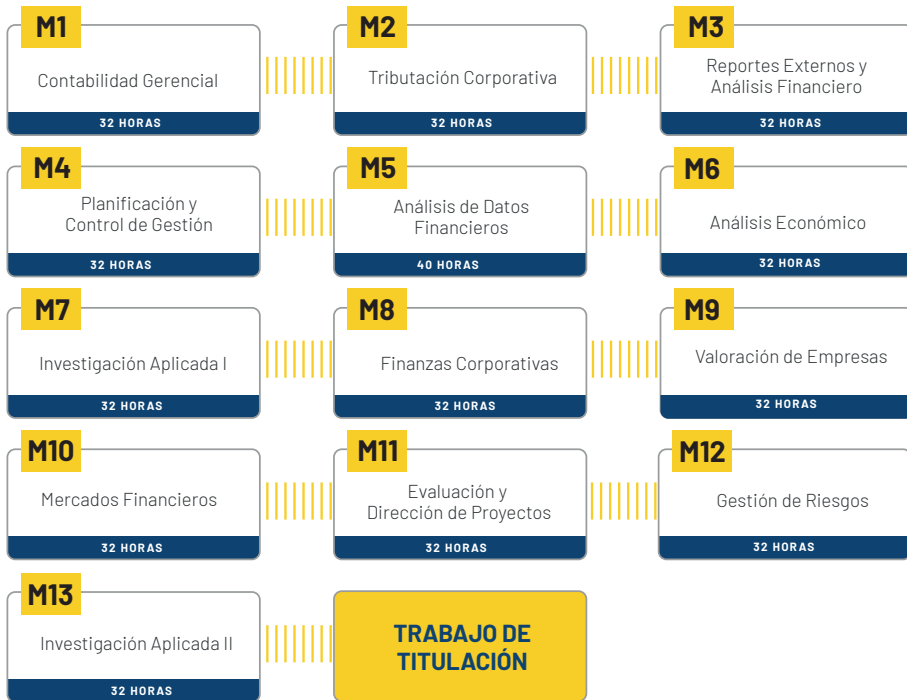 M1
Contabilidad Gerencial
32 HORAS
M2
Tributación Corporativa
32 HORAS
M3
Reportes Externos y
Análisis Financiero
32 HORAS
M4
Planificación y
Control de Gestión
32 HORAS
M5
Análisis de Datos
Financieros
40 HORAS
M6
Análisis Económico
32 HORAS
M7
Investigación Aplicada I
32 HORAS
M8
Finanzas Corporativas
32 HORAS
M9
Valoración de Empresas
32 HORAS
M10
Mercados Financieros
32 HORAS
M11
Evaluación y
Dirección de Proyectos
32 HORAS
M12
Gestión de Riesgos
32 HORAS
M13
Investigación Aplicada II
32 HORAS
TRABAJO DE
TITULACIÓN